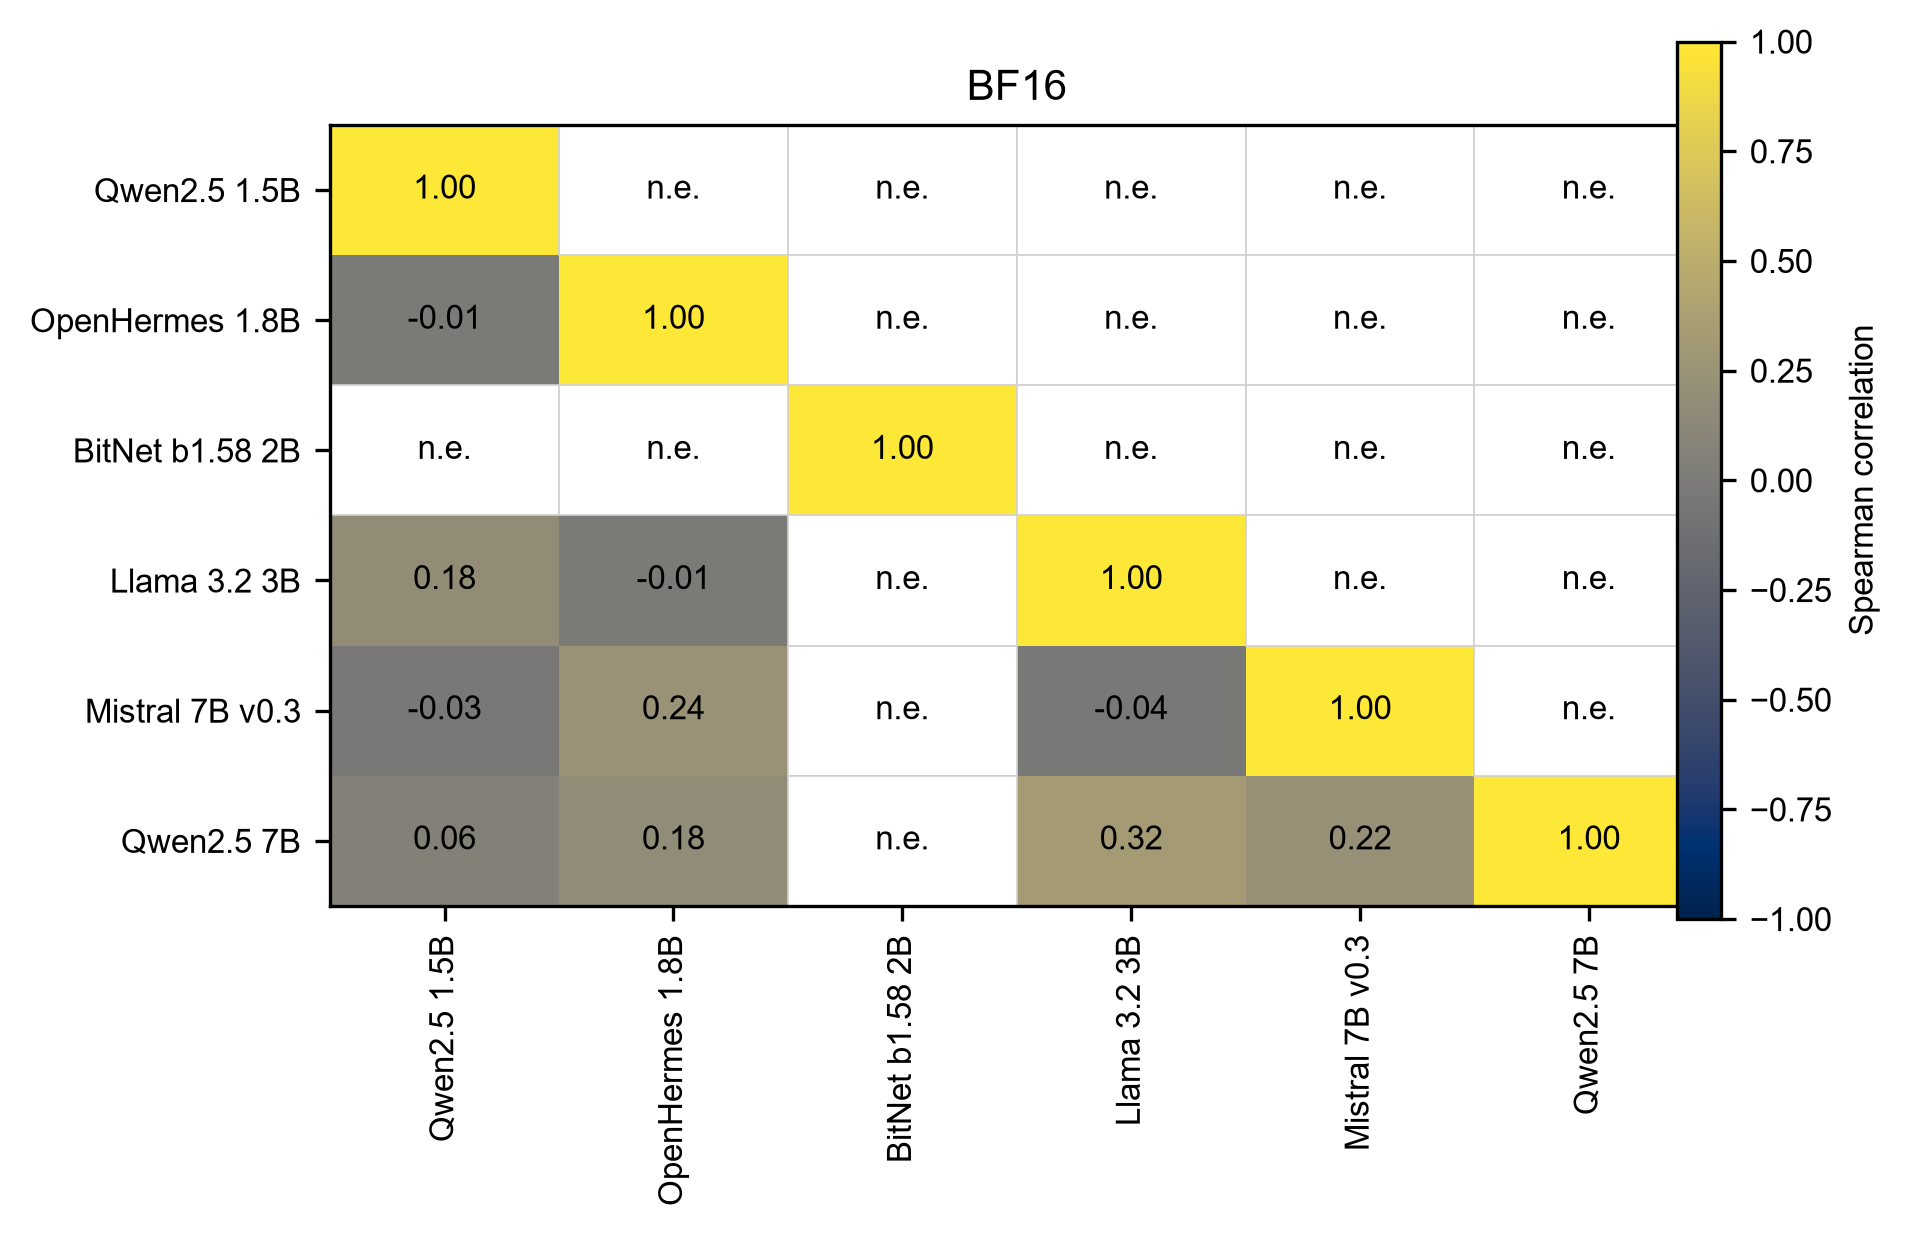 BF16
Qwen2.5 1.5B 1.00 n.e. n.e. n.e. n.e. n.e.
OpenHermes 1.8B -0.01 1.00 n.e. n.e. n.e. n.e.
BitNet b1.58 2B n.e. n.e. 1.00 n.e. n.e. n.e.
Llama 3.2 3B 0.18 -0.01 n.e. 1.00 n.e. n.e.
Mistral 7B v0.3 -0.03 0.24 n.e. -0.04 1.00 n.e.
Qwen2.5 7B 0.06 0.18 n.e. 0.32 0.22 1.00
Qwen2.5 1.5B
OpenHermes 1.8B
BitNet b1.58 2B
Llama 3.2 3B
Mistral 7B v0.3
Qwen2.5 7B
1.00
0.75
0.50
0.25
0.00
−0.25
−0.50
−0.75
−1.00
Spearman correlation